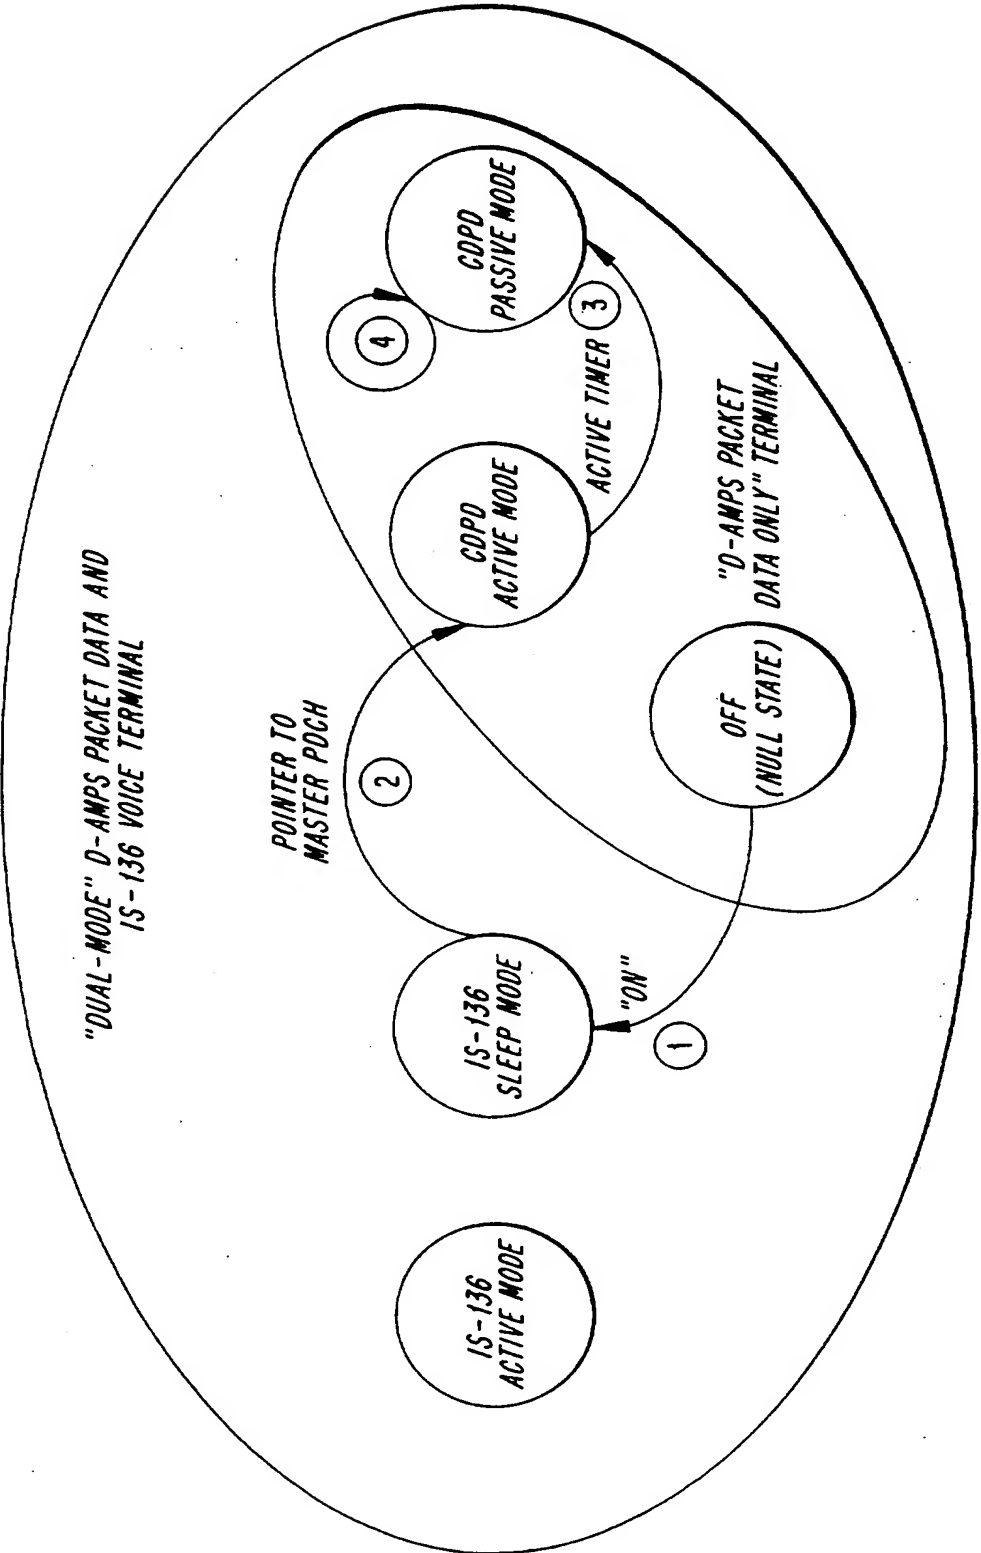 "DUAL-MODE" D-AMPS PACKET DATA AND
IS-136 VOICE TERMINAL
POINTER TO
MASTER PDCH
2
4
IS-136
ACTIVE MODE
IS-136
SLEEP MODE
CDPD
ACTIVE MODE
CDPD
PASSIVE MODE
"ON"
1
ACTIVE TIMER
3
OFF
(NULL STATE)
"D-AMPS PACKET
DATA ONLY" TERMINAL